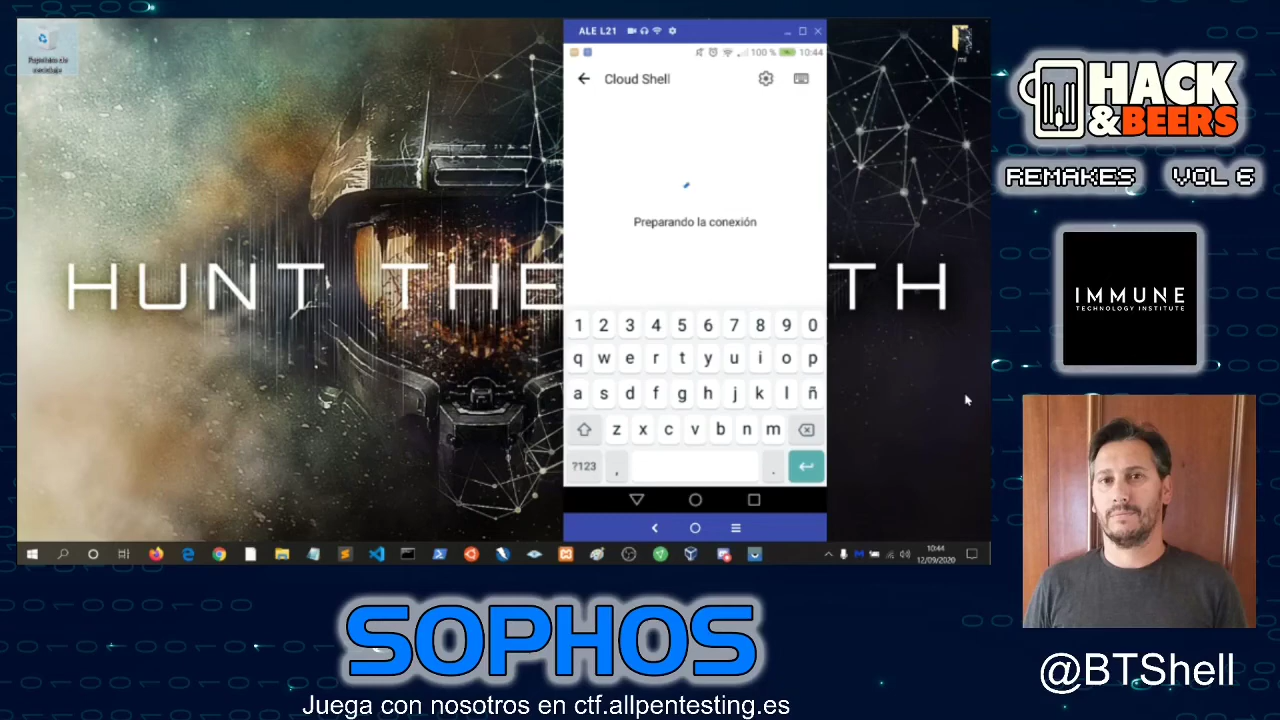 ALE L21
100 % 10:44
Cloud Shell
Preparando la conexión
HUNT THE TH
1 2 3 4 5 6 7 8 9 0
q w e r t y u i o p
a s d f g h j k l ñ
z x c v b n m
?123 , .
10:44
12/09/2020
HACK
&BEERS
REMAKES VOL 6
IMMUNE
TECHNOLOGY INSTITUTE
@BTShell
SOPHOS
Juega con nosotros en ctf.allpentesting.es